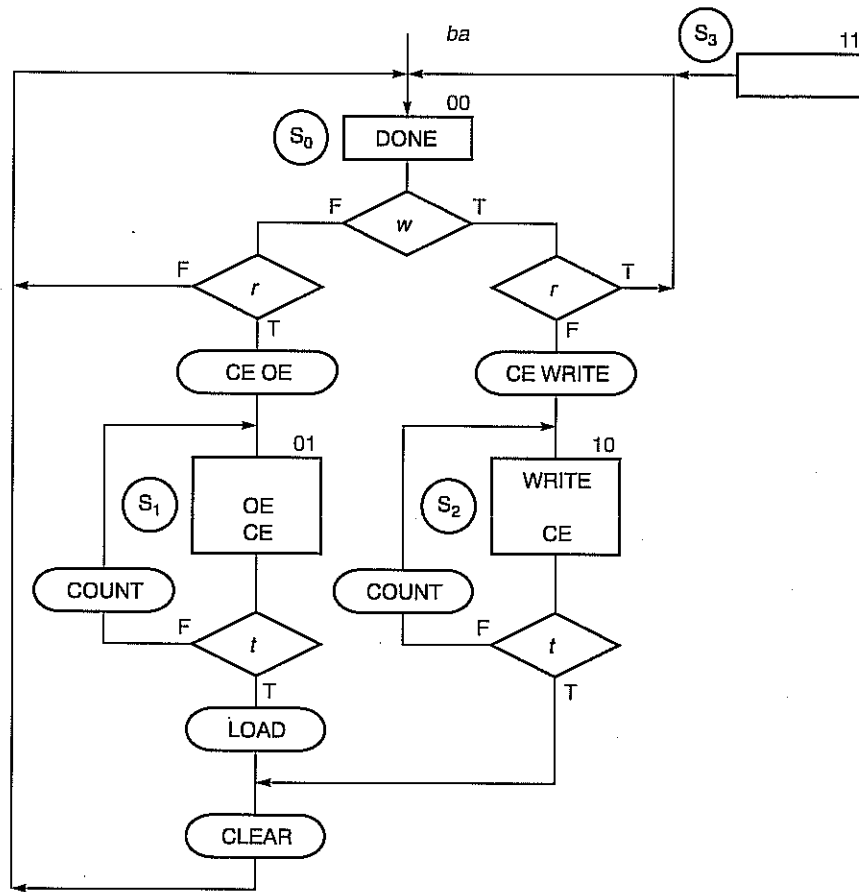 ba
S3
11
00
S0
DONE
F
T
w
F
r
T
r
T
F
CE OE
CE WRITE
01
10
S1
OE
CE
S2
WRITE
CE
COUNT
COUNT
F
t
T
F
t
T
LOAD
CLEAR